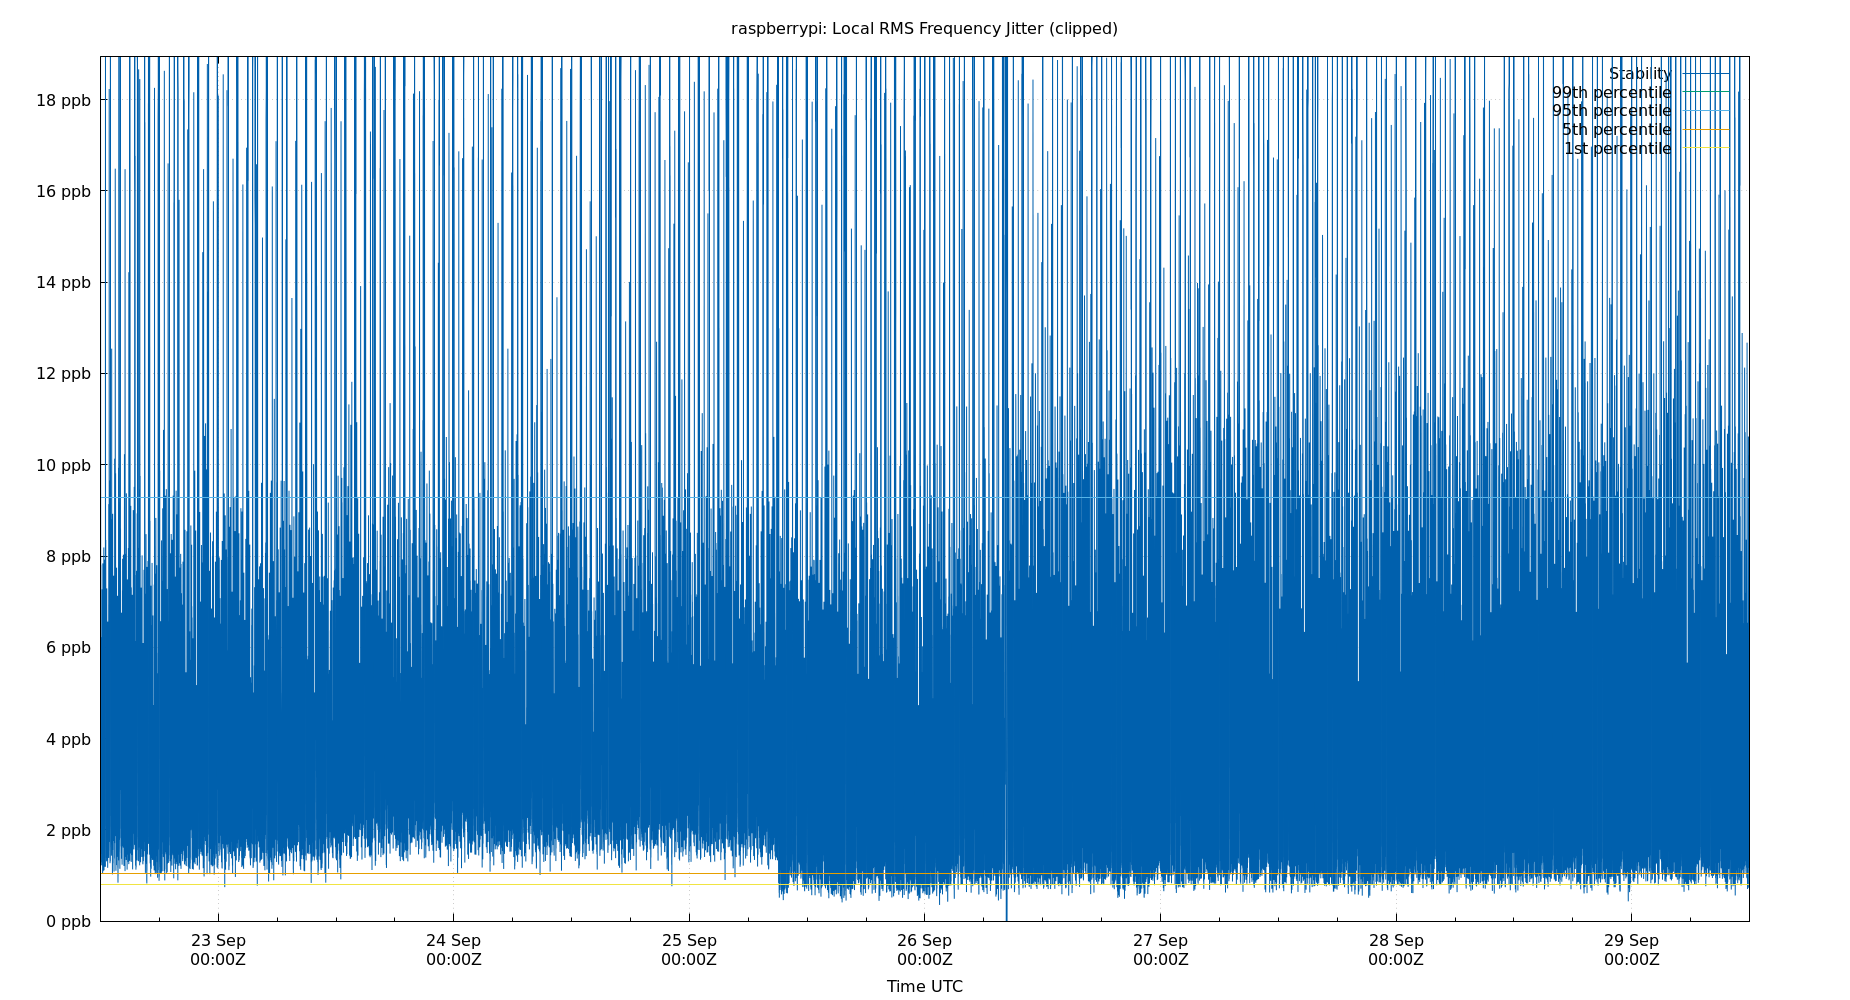 raspberrypi: Local RMS Frequency Jitter (clipped)
Stability
99th percentile
95th percentile
5th percentile
1st percentile
18 ppb
16 ppb
14 ppb
12 ppb
10 ppb
8 ppb
6 ppb
4 ppb
2 ppb
0 ppb
23 Sep 24 Sep 25 Sep 26 Sep 27 Sep 28 Sep 29 Sep
00:00Z 00:00Z 00:00Z 00:00Z 00:00Z 00:00Z 00:00Z
Time UTC